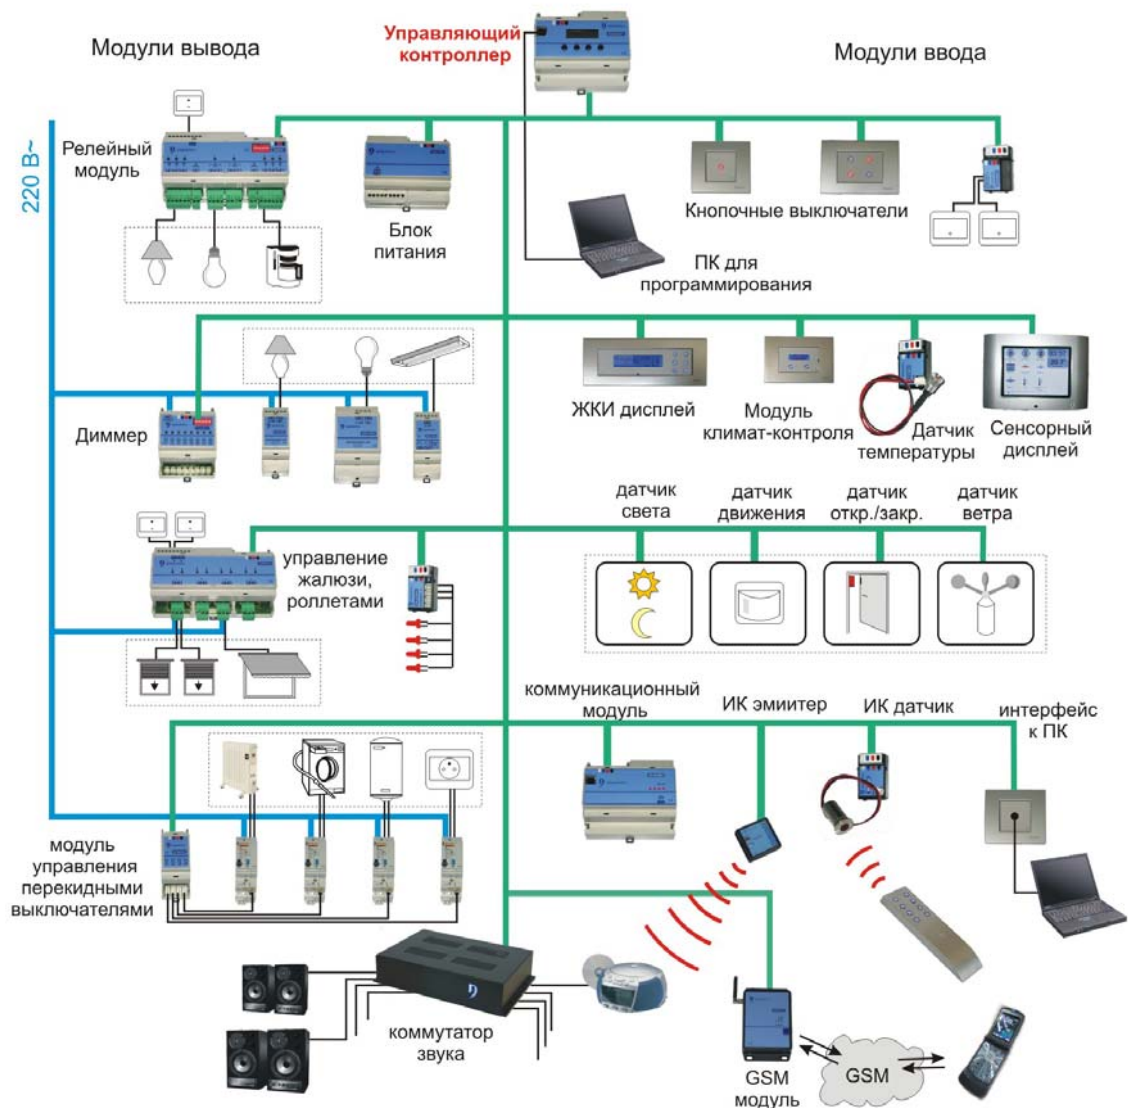 Модули вывода
Управляющий
контроллер
Модули ввода
220 В~
Релейный
модуль
Блок
питания
Кнопочные выключатели
ПК для
программирования
Диммер
ЖКИ дисплей
Модуль
климат-контроля
Датчик
температуры
Сенсорный
дисплей
датчик
света
датчик
движения
датчик
откр./закр.
датчик
ветра
управление
жалюзи,
роллетами
коммуникационный
модуль
ИК эмиитер
ИК датчик
интерфейс
к ПК
модуль
управления
перекидными
выключателями
коммутатор
звука
GSM
модуль
GSM